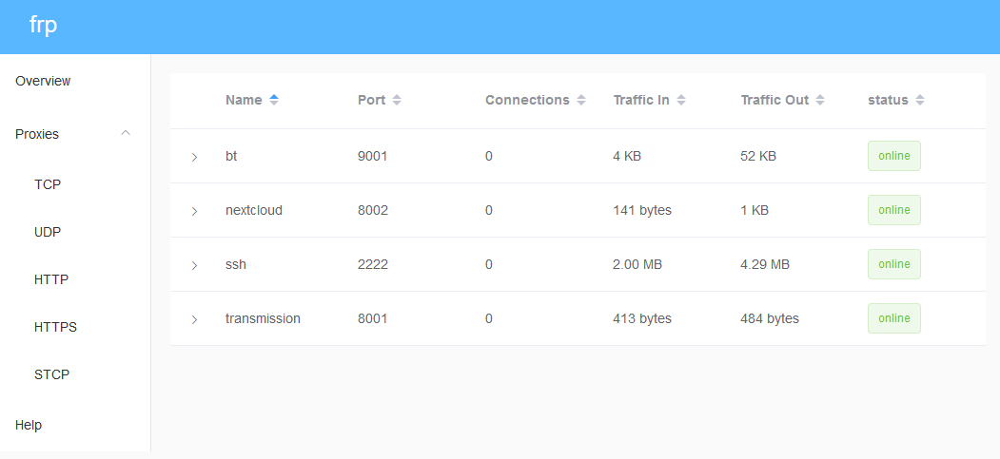 frp
Overview
Proxies
TCP
UDP
HTTP
HTTPS
STCP
Help
Name Port Connections Traffic In Traffic Out status
bt 9001 0 4 KB 52 KB online
nextcloud 8002 0 141 bytes 1 KB online
ssh 2222 0 2.00 MB 4.29 MB online
transmission 8001 0 413 bytes 484 bytes online